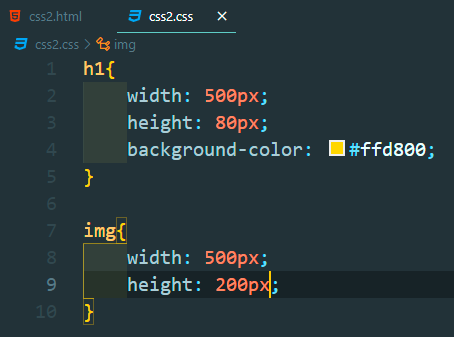 css2.html css2.css ×
css2.css > img
1 h1{
2 width: 500px;
3 height: 80px;
4 background-color: #ffd800;
5 }
6
7 img{
8 width: 500px;
9 height: 200px;
10 }